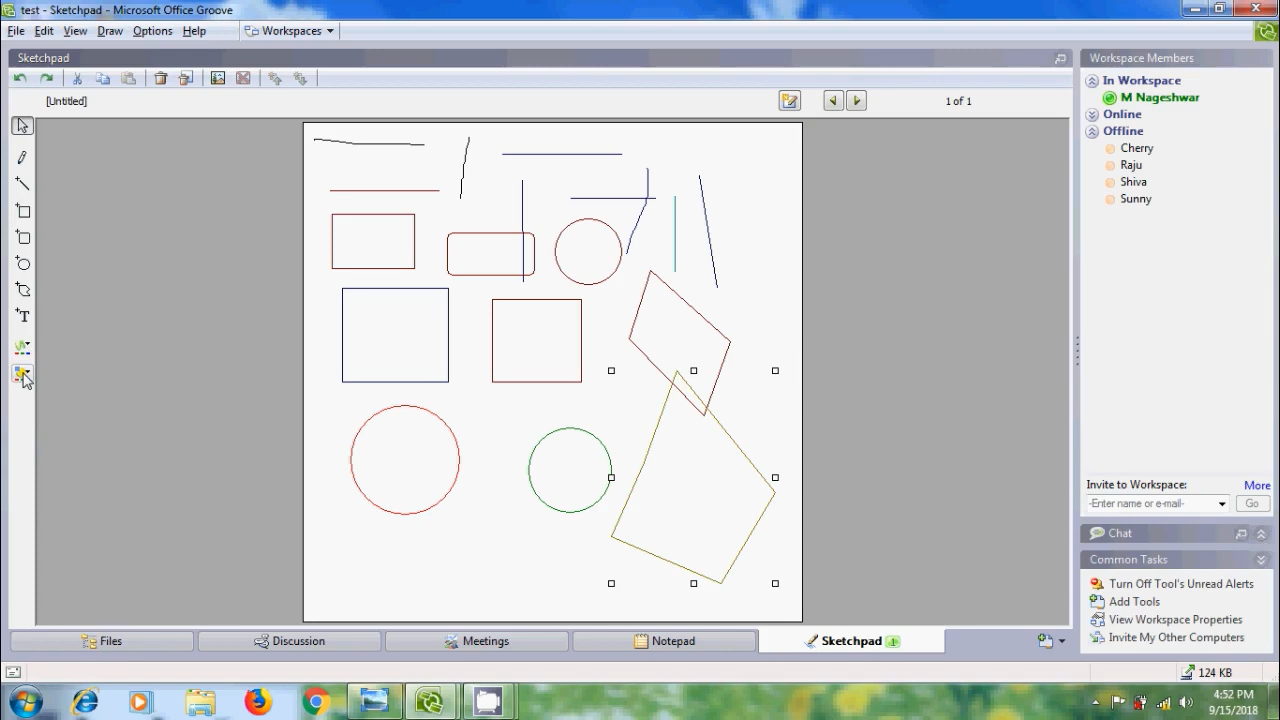 test - Sketchpad - Microsoft Office Groove
File Edit View Draw Options Help Workspaces
Sketchpad
Workspace Members
[Untitled]
1 of 1
In Workspace
M Nageshwar
Online
Offline
Cherry
Raju
Shiva
Sunny
T
Invite to Workspace: More
-Enter name or e-mail- Go
Chat
Common Tasks
Turn Off Tool's Unread Alerts
Add Tools
View Workspace Properties
Invite My Other Computers
Files Discussion Meetings Notepad Sketchpad
124 KB
4:52 PM
9/15/2018